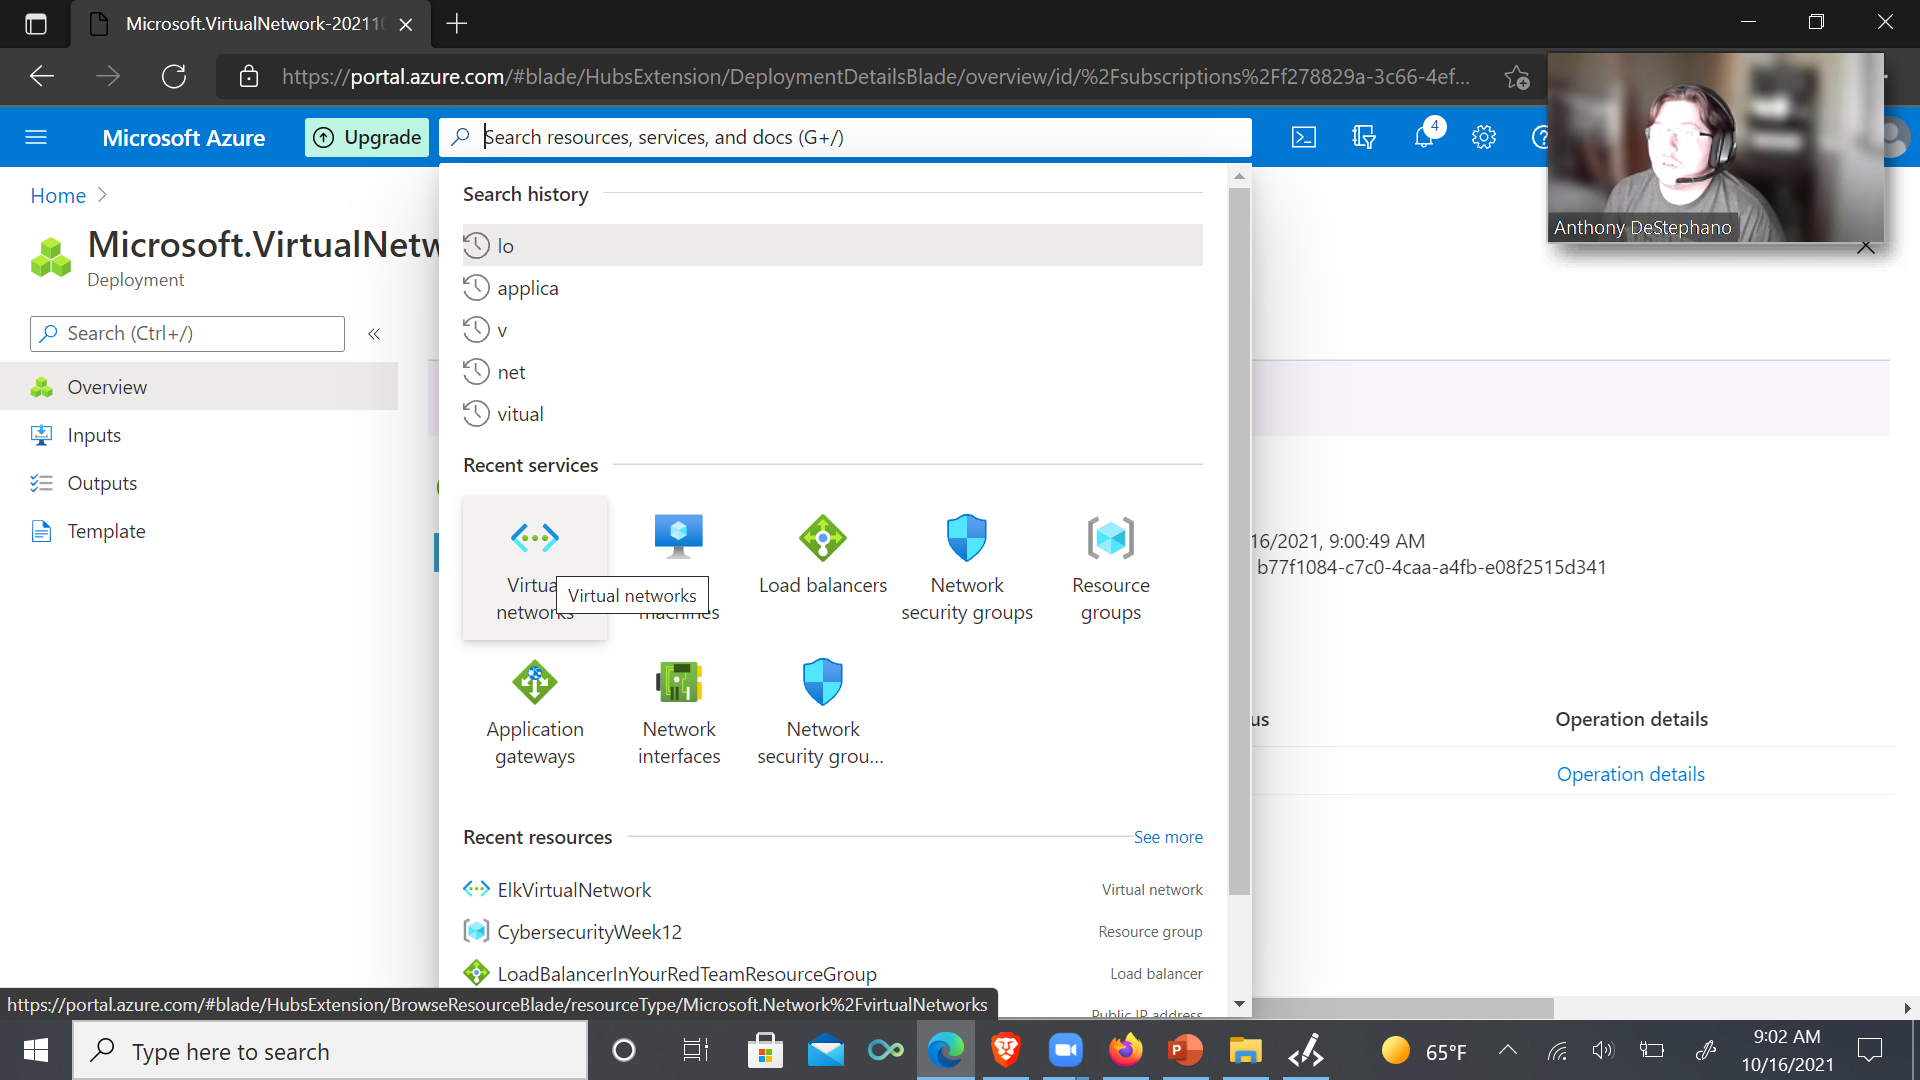 Microsoft.VirtualNetwork-20211
https://portal.azure.com/#blade/HubsExtension/DeploymentDetailsBlade/overview/id/%2Fsubscriptions%2Ff278829a-3c66-4ef...
Microsoft Azure
Upgrade
Search resources, services, and docs (G+/)
4
Anthony DeStephano
Home
Microsoft.VirtualNetw
Deployment
Search (Ctrl+/)
«
Overview
Inputs
Outputs
Template
Search history
lo
applica
v
net
vitual
Recent services
Virtua
networks
Virtual networks
machines
Load balancers
Network
security groups
Resource
groups
Application
gateways
Network
interfaces
Network
security grou...
16/2021, 9:00:49 AM
b77f1084-c7c0-4caa-a4fb-e08f2515d341
us
Operation details
Operation details
Recent resources
See more
ElkVirtualNetwork
Virtual network
CybersecurityWeek12
Resource group
LoadBalancerInYourRedTeamResourceGroup
Load balancer
Public IP address
https://portal.azure.com/#blade/HubsExtension/BrowseResourceBlade/resourceType/Microsoft.Network%2FvirtualNetworks
Type here to search
65°F
9:02 AM
10/16/2021